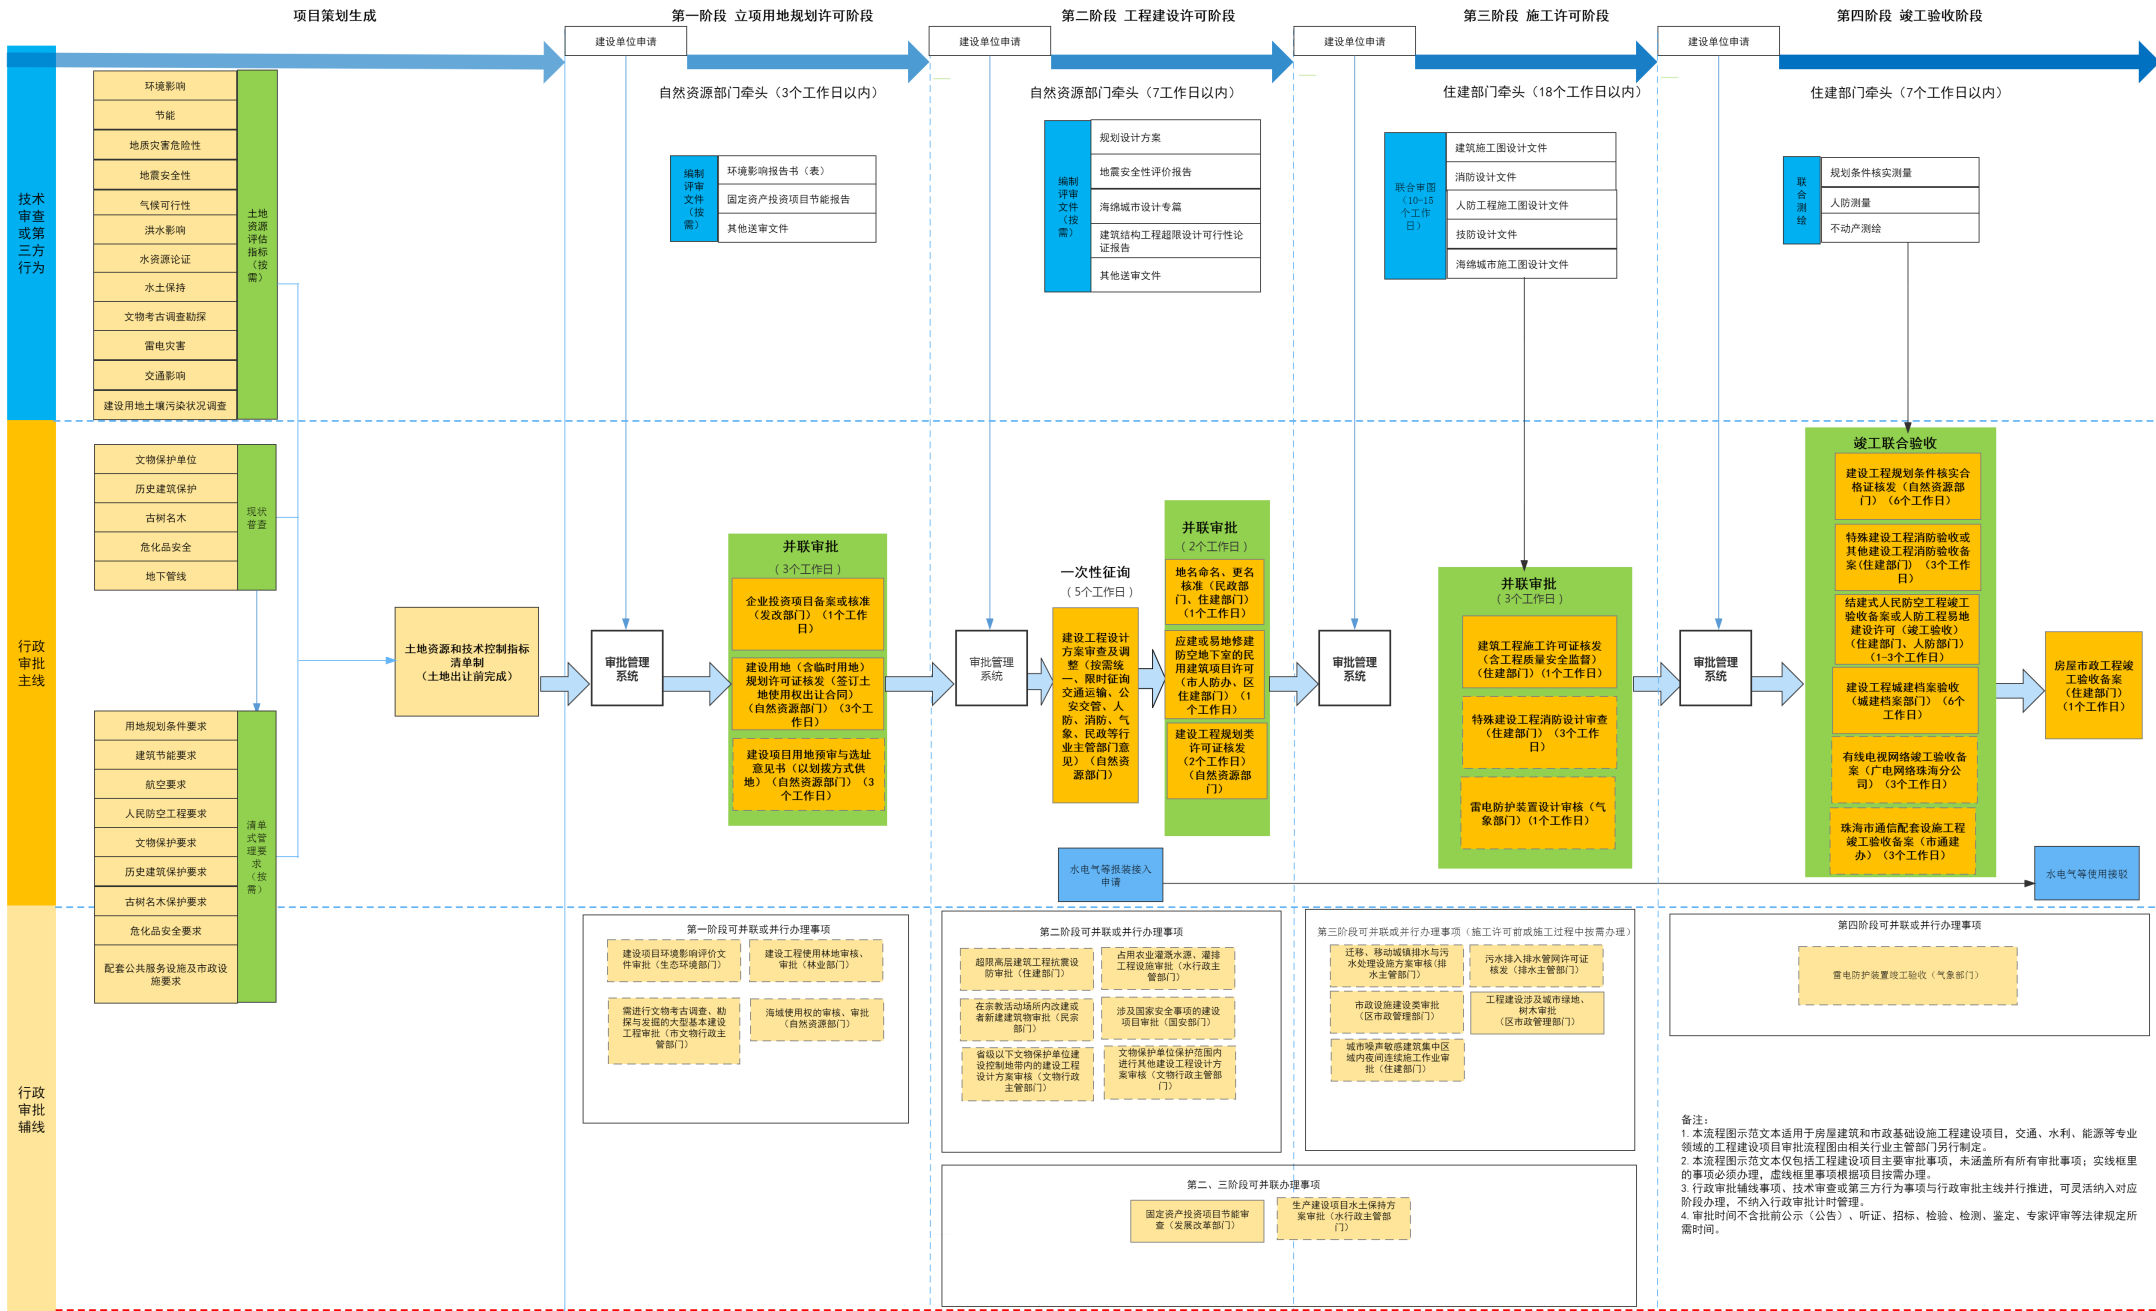 项目策划生成
第一阶段 立项用地规划许可阶段
第二阶段 工程建设许可阶段
第三阶段 施工许可阶段
第四阶段 竣工验收阶段
建设单位申请
建设单位申请
建设单位申请
建设单位申请
自然资源部门牵头（3个工作日以内）
自然资源部门牵头（7工作日以内）
住建部门牵头（18个工作日以内）
住建部门牵头（7个工作日以内）
技术
审查
或第
三方
行为
环境影响
节能
地质灾害危险性
地震安全性
气候可行性
洪水影响
水资源论证
水土保持
文物考古调查勘探
雷电灾害
交通影响
建设用地土壤污染状况调查
土地
资源
评估
指标
（按
需）
编制
评审
文件
（按
需）
环境影响报告书（表）
固定资产投资项目节能报告
其他送审文件
编制
评审
文件
（按
需）
规划设计方案
地震安全性评价报告
海绵城市设计专篇
建筑结构工程超限设计可行性论
证报告
其他送审文件
联合审图
（10-15
个工作
日）
建筑施工图设计文件
消防设计文件
人防工程施工图设计文件
技防设计文件
海绵城市施工图设计文件
联
合
测
绘
规划条件核实测量
人防测量
不动产测绘
行政
审批
主线
文物保护单位
历史建筑保护
古树名木
危化品安全
地下管线
现状
普查
用地规划条件要求
建筑节能要求
航空要求
人民防空工程要求
文物保护要求
历史建筑保护要求
古树名木保护要求
危化品安全要求
配套公共服务设施及市政设
施要求
清单
式管
理要
求
（按
需）
土地资源和技术控制指标
清单制
（土地出让前完成）
审批管理
系统
并联审批
（3个工作日）
企业投资项目备案或核准
（发改部门）（1个工作
日）
建设用地（含临时用地）
规划许可证核发（签订土
地使用权出让合同）
（自然资源部门）（3个工
作日）
建设项目用地预审与选址
意见书（以划拨方式供
地）（自然资源部门）（3
个工作日）
审批管理
系统
一次性征询
（5个工作日）
建设工程设计
方案审查及调
整（按需统
一、限时征询
交通运输、公
安交管、人
防、消防、气
象、民政等行
业主管部门意
见）（自然资
源部门）
并联审批
（2个工作日）
地名命名、更名
核准（民政部
门、住建部门）
（1个工作日）
应建或易地修建
防空地下室的民
用建筑项目许可
（市人防办、区
住建部门）（1
个工作日）
建设工程规划类
许可证核发
（2个工作日）
（自然资源部
门）
水电气等报装接入
申请
审批管理
系统
并联审批
（3个工作日）
建筑工程施工许可证核发
（含工程质量安全监督）
（住建部门）（1个工作日）
特殊建设工程消防设计审查
（住建部门）（3个工作
日）
雷电防护装置设计审核（气
象部门）（1个工作日）
审批管理
系统
竣工联合验收
建设工程规划条件核实合
格证核发（自然资源部
门）（6个工作日）
特殊建设工程消防验收或
其他建设工程消防验收备
案(住建部门）（3个工作
日）
结建式人民防空工程竣工
验收备案或人防工程易地
建设许可（竣工验收）
（住建部门、人防部门）
（1-3个工作日）
建设工程城建档案验收
（城建档案部门）（6个
工作日）
有线电视网络竣工验收备
案（广电网络珠海分公
司）（3个工作日）
珠海市通信配套设施工程
竣工验收备案（市通建
办）（3个工作日）
房屋市政工程竣
工验收备案
（住建部门）
（1个工作日）
水电气等使用接驳
行政
审批
辅线
第一阶段可并联或并行办理事项
建设项目环境影响评价文
件审批（生态环境部门）
建设工程使用林地审核、
审批（林业部门）
需进行文物考古调查、勘
探与发掘的大型基本建设
工程审批（市文物行政主
管部门）
海域使用权的审核、审批
（自然资源部门）
第二阶段可并联或并行办理事项
超限高层建筑工程抗震设
防审批（住建部门）
占用农业灌溉水源、灌排
工程设施审批（水行政主
管部门）
在宗教活动场所内改建或
者新建建筑物审批（民宗
部门）
涉及国家安全事项的建设
项目审批（国安部门）
省级以下文物保护单位建
设控制地带内的建设工程
设计方案审核（文物行政
主管部门）
文物保护单位保护范围内
进行其他建设工程设计方
案审核（文物行政主管部
门）
第三阶段可并联或并行办理事项（施工许可前或施工过程中按需办理）
迁移、移动城镇排水与污
水处理设施方案审核(排
水主管部门）
污水排入排水管网许可证
核发（排水主管部门）
市政设施建设类审批
（区市政管理部门）
工程建设涉及城市绿地、
树木审批
（区市政管理部门）
城市噪声敏感建筑集中区
域内夜间连续施工作业审
批（住建部门）
第四阶段可并联或并行办理事项
雷电防护装置竣工验收（气象部门）
第二、三阶段可并联办理事项
固定资产投资项目节能审
查（发展改革部门）
生产建设项目水土保持方
案审批（水行政主管部
门）
备注：
1.本流程图示范文本适用于房屋建筑和市政基础设施工程建设项目，交通、水利、能源等专业
领域的工程建设项目审批流程图由相关行业主管部门另行制定。
2.本流程图示范文本仅包括工程建设项目主要审批事项，未涵盖所有所有审批事项；实线框里
的事项必须办理，虚线框里事项根据项目按需办理。
3.行政审批辅线事项、技术审查或第三方行为事项与行政审批主线并行推进，可灵活纳入对应
阶段办理，不纳入行政审批计时管理。
4.审批时间不含批前公示（公告）、听证、招标、检验、检测、鉴定、专家评审等法律规定所
需时间。